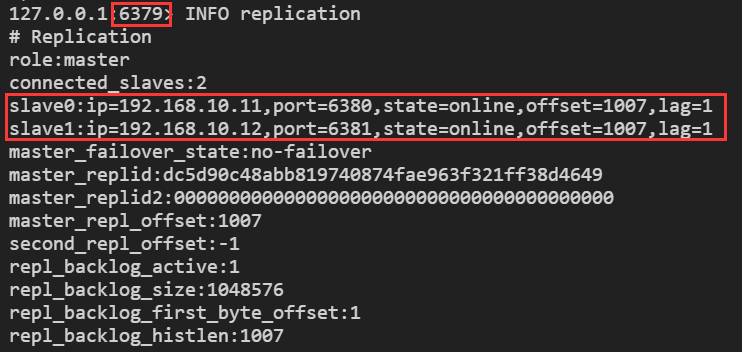 127.0.0.1:6379> INFO replication
# Replication
role:master
connected_slaves:2
slave0:ip=192.168.10.11,port=6380,state=online,offset=1007,lag=1
slave1:ip=192.168.10.12,port=6381,state=online,offset=1007,lag=1
master_failover_state:no-failover
master_replid:dc5d90c48abb819740874fae963f321ff38d4649
master_replid2:0000000000000000000000000000000000000000
master_repl_offset:1007
second_repl_offset:-1
repl_backlog_active:1
repl_backlog_size:1048576
repl_backlog_first_byte_offset:1
repl_backlog_histlen:1007